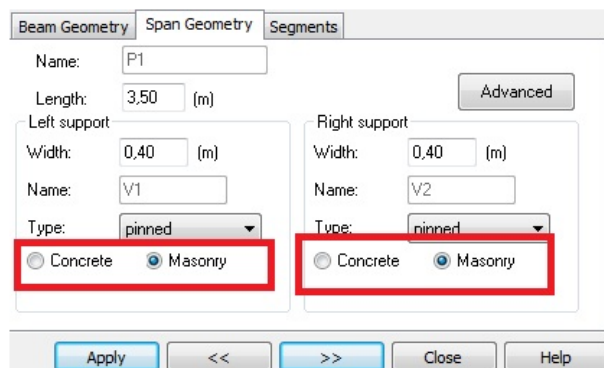 Beam Geometry Span Geometry Segments
Name: P1
Length: 3,50 (m) Advanced
Left support Right support
Width: 0,40 (m) Width: 0,40 (m)
Name: V1 Name: V2
Type: pinned Type: pinned
Concrete Masonry Concrete Masonry
Apply << >> Close Help